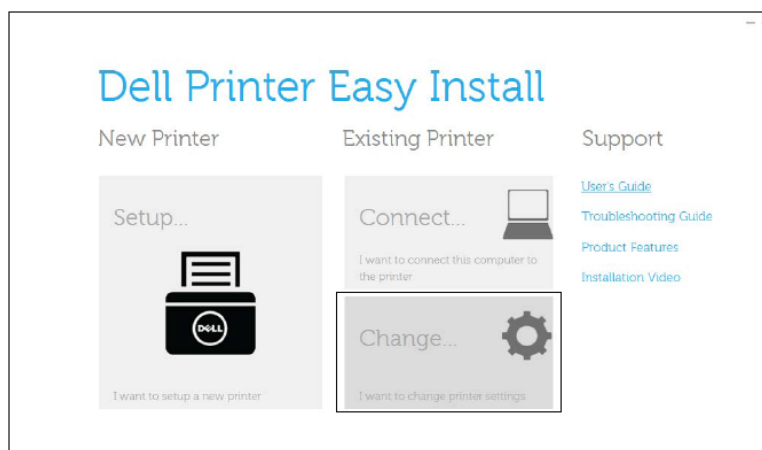 Dell Printer Easy Install
New Printer
Setup...
DELL
I want to setup a new printer
Existing Printer
Connect...
I want to connect this computer to
the printer
Change...
I want to change printer settings
Support
User's Guide
Troubleshooting Guide
Product Features
Installation Video